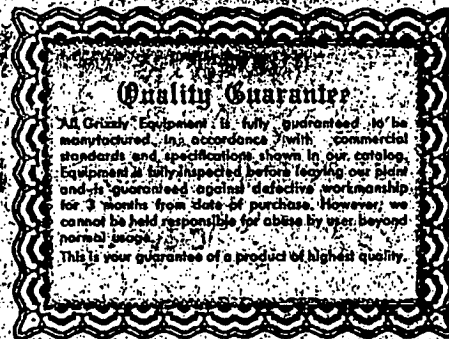 Quality Guarantee
All Grizzly Equipment is fully guaranteed to be
manufactured in accordance with commercial
standards and specifications shown in our catalog.
Equipment is fully inspected before leaving our plant
and is guaranteed against defective workmanship
for 3 months from date of purchase. However, we
cannot be held responsible for abuse by user beyond
normal usage.
This is your guarantee of a product of highest quality.